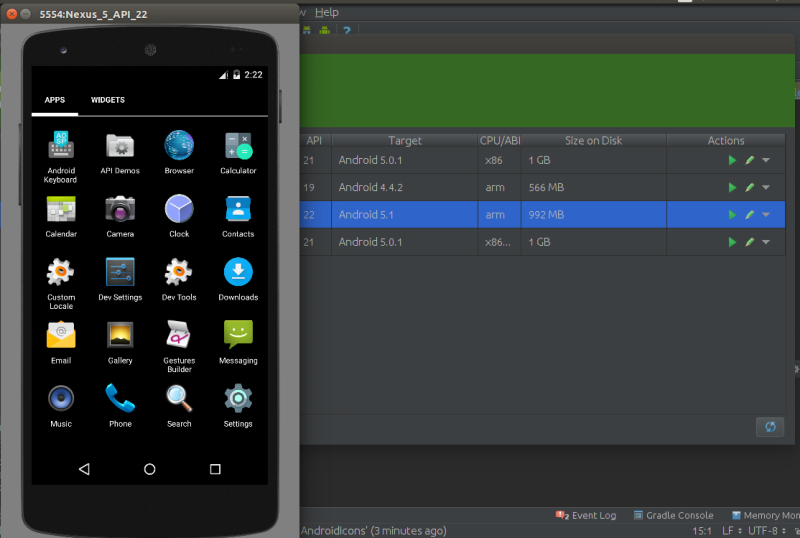 5554:Nexus_5_API_22
Help
2:22
APPS WIDGETS
Android Keyboard
API Demos
Browser
Calculator
Calendar
Camera
Clock
Contacts
Custom Locale
Dev Settings
Dev Tools
Downloads
Email
Gallery
Gestures Builder
Messaging
Music
Phone
Search
Settings
API Target CPU/ABI Size on Disk Actions
21 Android 5.0.1 x86 1 GB
19 Android 4.4.2 arm 566 MB
22 Android 5.1 arm 992 MB
21 Android 5.0.1 x86... 1 GB
2 Event Log Gradle Console Memory Mon
AndroidIcons' (3 minutes ago) 15:1 LF UTF-8